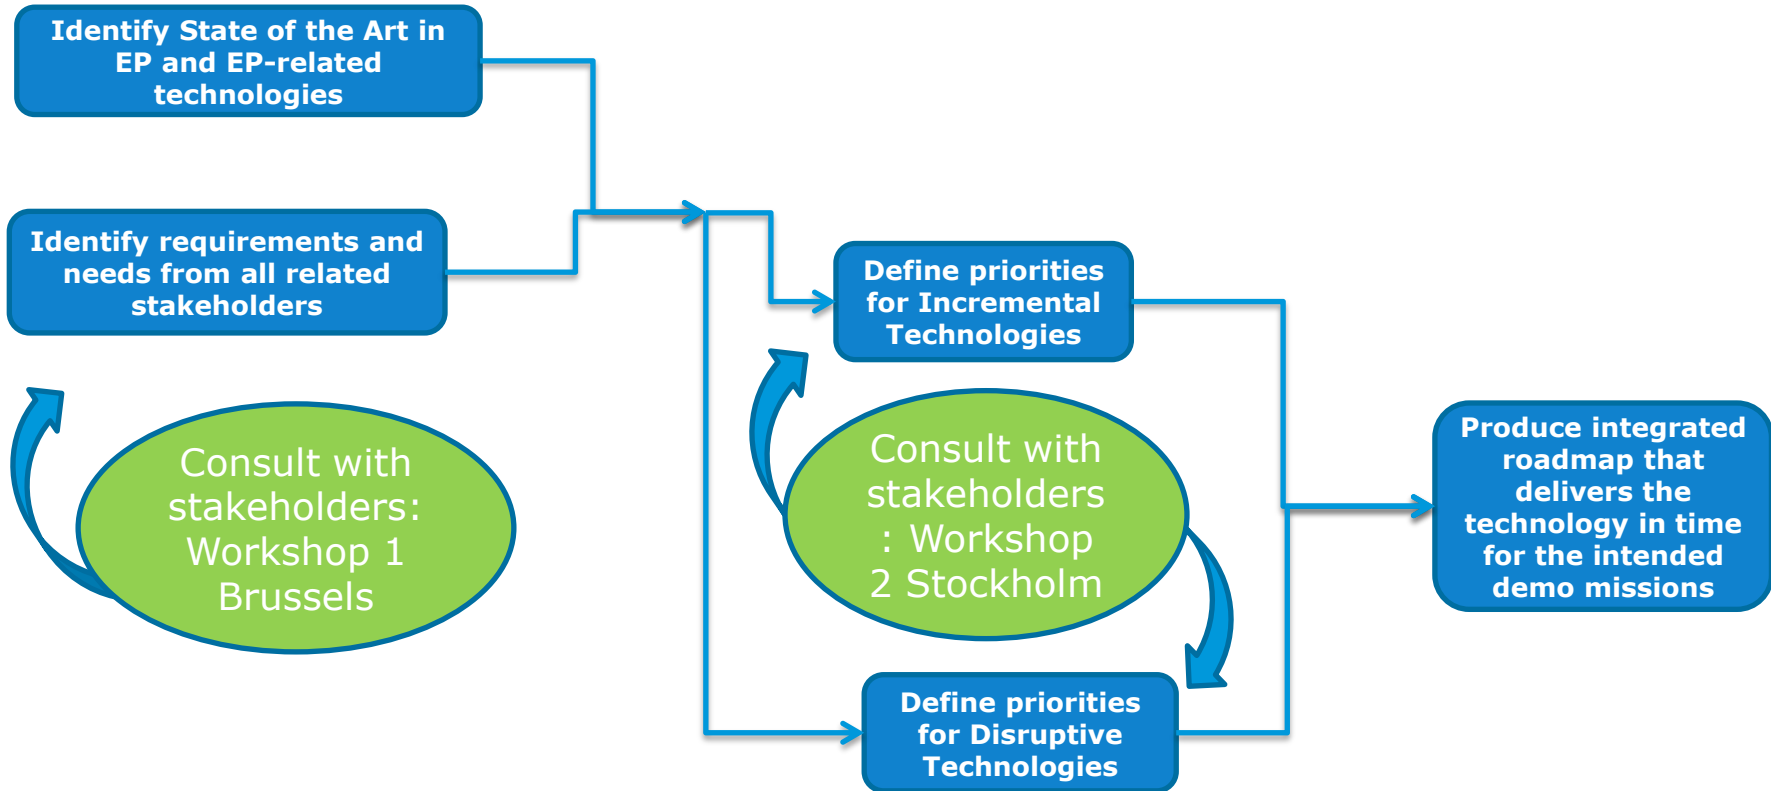 Identify State of the Art in
EP and EP-related
technologies
Identify requirements and
needs from all related
stakeholders
Consult with
stakeholders:
Workshop 1
Brussels
Define priorities
for Incremental
Technologies
Consult with
stakeholders
: Workshop
2 Stockholm
Define priorities
for Disruptive
Technologies
Produce integrated
roadmap that
delivers the
technology in time
for the intended
demo missions